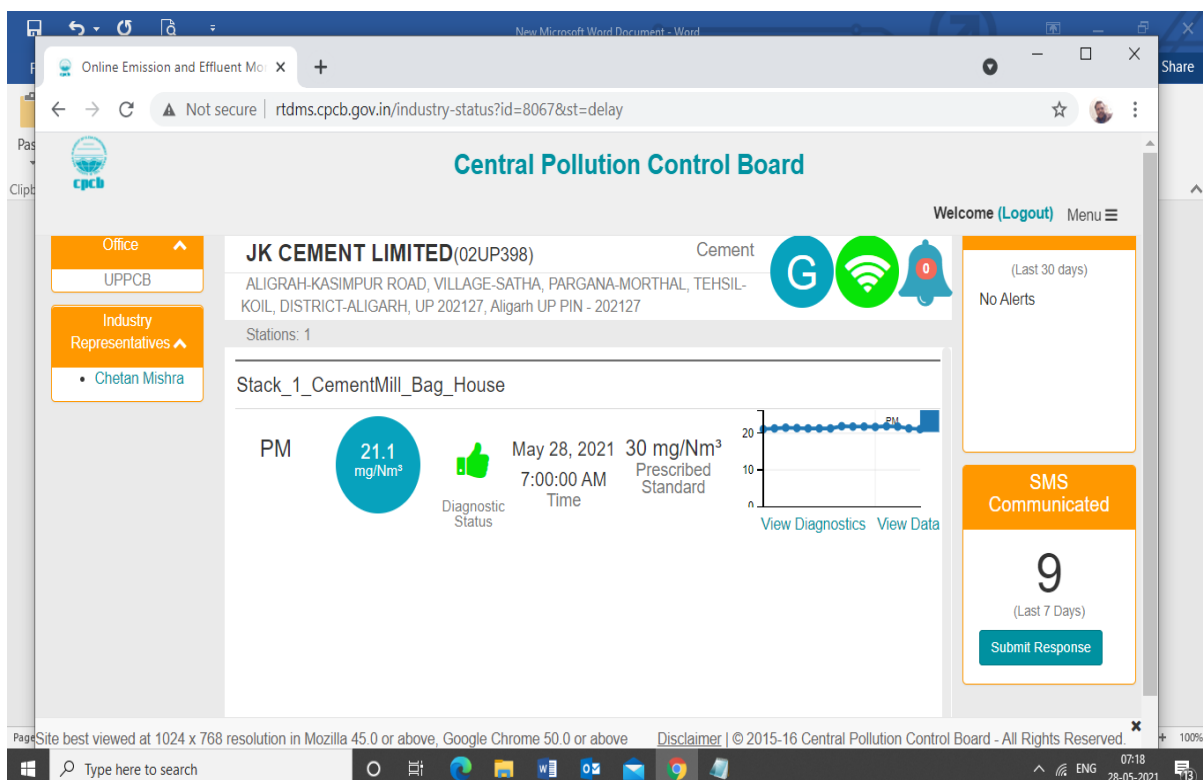 New Microsoft Word Document - Word
Share
Online Emission and Effluent Mo
Not secure | rtdms.cpcb.gov.in/industry-status?id=8067&st=delay
Pas
Clipb
cpcb
Central Pollution Control Board
Welcome (Logout) Menu
Office
UPPCB
Industry
Representatives
• Chetan Mishra
JK CEMENT LIMITED(02UP398)
Cement
G
0
ALIGRAH-KASIMPUR ROAD, VILLAGE-SATHA, PARGANA-MORTHAL, TEHSIL-
KOIL, DISTRICT-ALIGARH, UP 202127, Aligarh UP PIN - 202127
Stations: 1
Stack_1_CementMill_Bag_House
PM
21.1
mg/Nm³
Diagnostic
Status
May 28, 2021
7:00:00 AM
Time
30 mg/Nm³
Prescribed
Standard
PM
20
10
0
View Diagnostics View Data
(Last 30 days)
No Alerts
SMS
Communicated
9
(Last 7 Days)
Submit Response
Page
Site best viewed at 1024 x 768 resolution in Mozilla 45.0 or above, Google Chrome 50.0 or above Disclaimer | © 2015-16 Central Pollution Control Board - All Rights Reserved.
+ 100%
Type here to search
ENG
07:18
28-05-2021